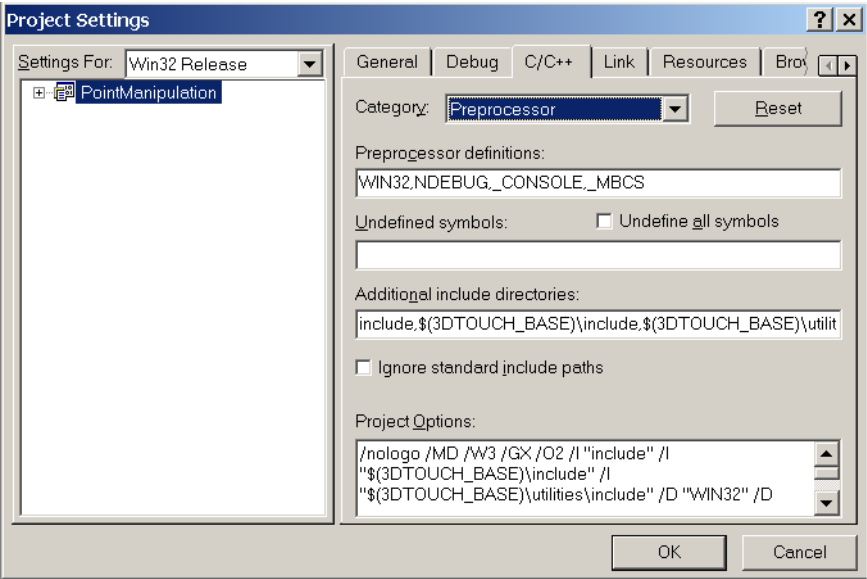 Project Settings
Settings For: Win32 Release
PointManipulation
General Debug C/C++ Link Resources
Category: Preprocessor Reset
Preprocessor definitions:
WIN32,NDEBUG,_CONSOLE,_MBCS
Undefined symbols: Undefine all symbols
Additional include directories:
include,$(3DTOUCH_BASE)\include,$(3DTOUCH_BASE)\utilit
Ignore standard include paths
Project Options:
/nologo /MD /W3 /GX /O2 /I "include" /I
"$(3DTOUCH_BASE)\include" /I
"$(3DTOUCH_BASE)\utilities\include" /D "WIN32" /D
OK Cancel